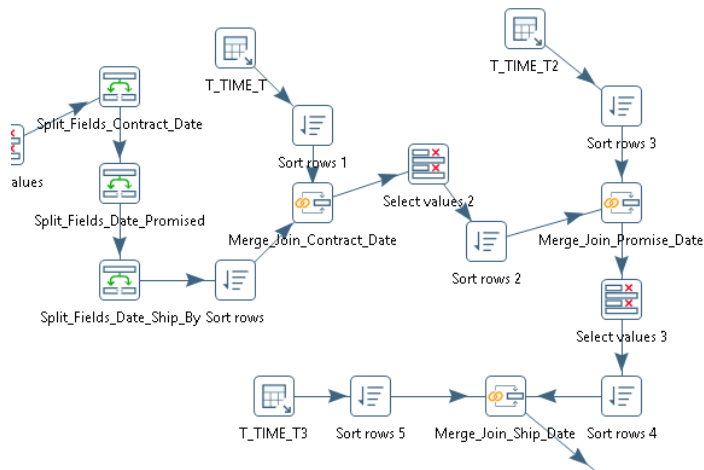 T_TIME_T
T_TIME_T2
Split_Fields_Contract_Date
Sort rows 1
Sort rows 3
alues
Select values 2
Split_Fields_Date_Promised
Merge_Join_Contract_Date
Merge_Join_Promise_Date
Sort rows 2
Split_Fields_Date_Ship_By
Sort rows
Select values 3
T_TIME_T3
Sort rows 5
Merge_Join_Ship_Date
Sort rows 4